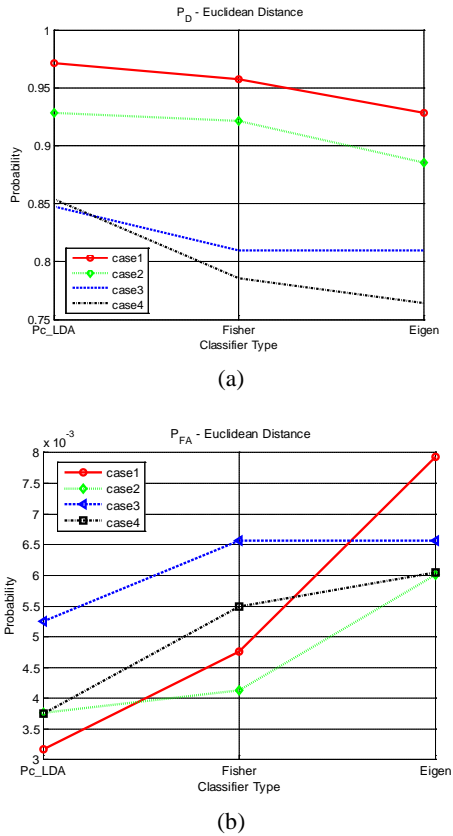 P_D - Euclidean Distance
1
0.95
0.9
0.85
0.8
0.75
Probability
case1
case2
case3
case4
Pc_LDA Fisher Eigen
Classifier Type
(a)
P_FA - Euclidean Distance
x 10^-3
8
7.5
7
6.5
6
5.5
5
4.5
4
3.5
3
Probability
case1
case2
case3
case4
Pc_LDA Fisher Eigen
Classifier Type
(b)